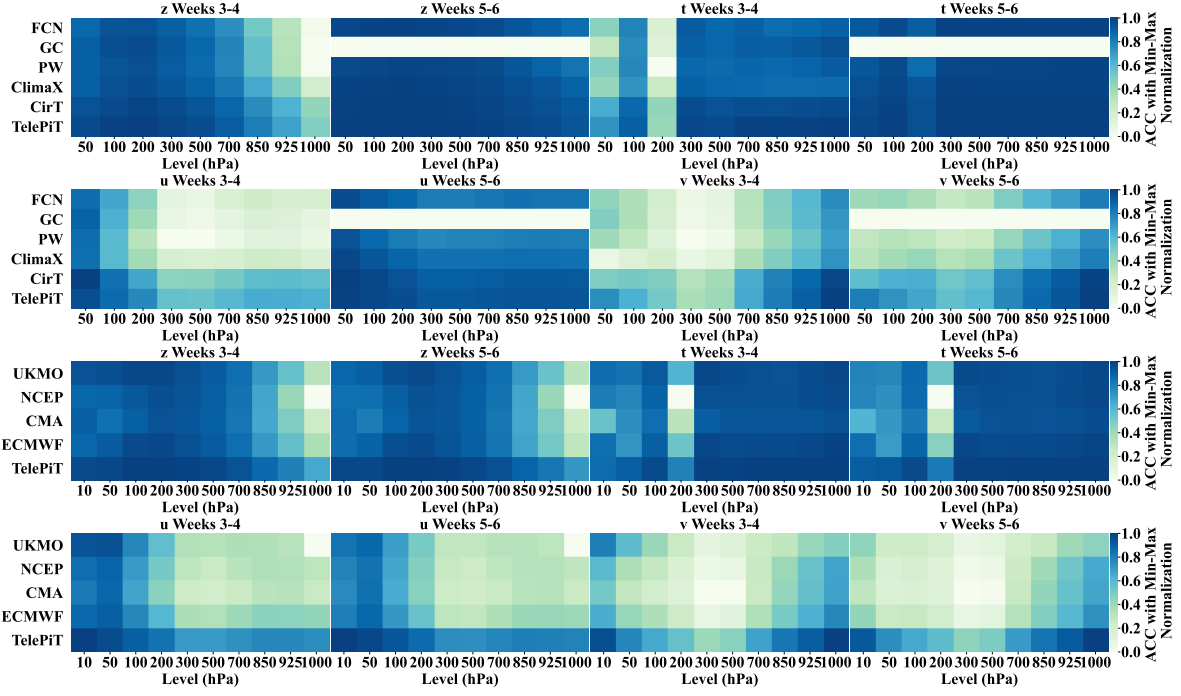 z Weeks 3-4 z Weeks 5-6 t Weeks 3-4 t Weeks 5-6
FCN
GC
PW
ClimaX
CirT
TelePiT
50 100 200 300 500 700 850 925 1000 50 100 200 300 500 700 850 925 1000 50 100 200 300 500 700 850 925 1000 50 100 200 300 500 700 850 925 1000
Level (hPa) Level (hPa) Level (hPa) Level (hPa)
1.0
0.8
0.6
0.4
0.2
0.0
ACC with Min-Max
Normalization
u Weeks 3-4 u Weeks 5-6 v Weeks 3-4 v Weeks 5-6
FCN
GC
PW
ClimaX
CirT
TelePiT
50 100 200 300 500 700 850 925 1000 50 100 200 300 500 700 850 925 1000 50 100 200 300 500 700 850 925 1000 50 100 200 300 500 700 850 925 1000
Level (hPa) Level (hPa) Level (hPa) Level (hPa)
1.0
0.8
0.6
0.4
0.2
0.0
ACC with Min-Max
Normalization
z Weeks 3-4 z Weeks 5-6 t Weeks 3-4 t Weeks 5-6
UKMO
NCEP
CMA
ECMWF
TelePiT
10 50 100 200 300 500 700 850 925 1000 10 50 100 200 300 500 700 850 925 1000 10 50 100 200 300 500 700 850 925 1000 10 50 100 200 300 500 700 850 925 1000
Level (hPa) Level (hPa) Level (hPa) Level (hPa)
1.0
0.8
0.6
0.4
0.2
0.0
ACC with Min-Max
Normalization
u Weeks 3-4 u Weeks 5-6 v Weeks 3-4 v Weeks 5-6
UKMO
NCEP
CMA
ECMWF
TelePiT
10 50 100 200 300 500 700 850 925 1000 10 50 100 200 300 500 700 850 925 1000 10 50 100 200 300 500 700 850 925 1000 10 50 100 200 300 500 700 850 925 1000
Level (hPa) Level (hPa) Level (hPa) Level (hPa)
1.0
0.8
0.6
0.4
0.2
0.0
ACC with Min-Max
Normalization